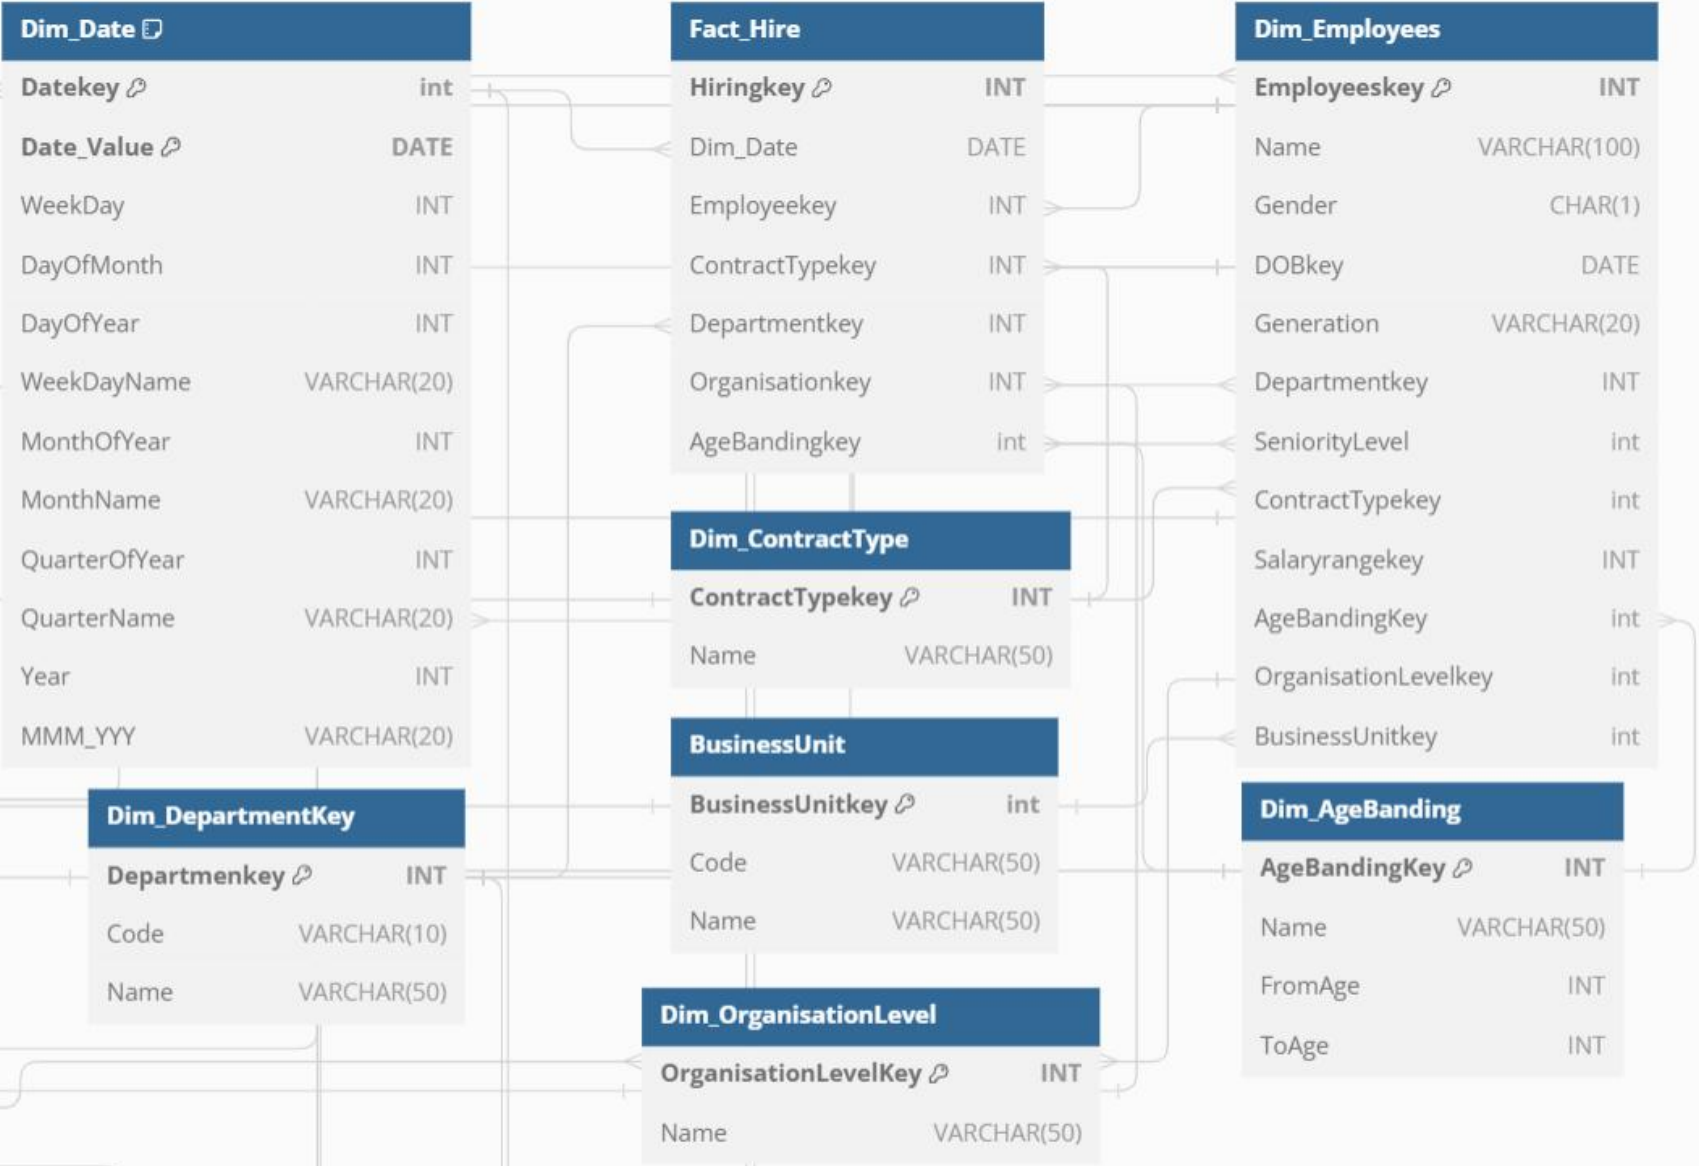 Dim_Date
Datekey int
Date_Value DATE
WeekDay INT
DayOfMonth INT
DayOfYear INT
WeekDayName VARCHAR(20)
MonthOfYear INT
MonthName VARCHAR(20)
QuarterOfYear INT
QuarterName VARCHAR(20)
Year INT
MMM_YYY VARCHAR(20)
Dim_DepartmentKey
Departmenkey INT
Code VARCHAR(10)
Name VARCHAR(50)
Fact_Hire
Hiringkey INT
Dim_Date DATE
Employeekey INT
ContractTypekey INT
Departmentkey INT
Organisationkey INT
AgeBandingkey int
Dim_ContractType
ContractTypekey INT
Name VARCHAR(50)
BusinessUnit
BusinessUnitkey int
Code VARCHAR(50)
Name VARCHAR(50)
Dim_OrganisationLevel
OrganisationLevelKey INT
Name VARCHAR(50)
Dim_Employees
Employeeskey INT
Name VARCHAR(100)
Gender CHAR(1)
DOBkey DATE
Generation VARCHAR(20)
Departmentkey INT
SeniorityLevel int
ContractTypekey int
Salaryrangekey INT
AgeBandingKey int
OrganisationLevelkey int
BusinessUnitkey int
Dim_AgeBanding
AgeBandingKey INT
Name VARCHAR(50)
FromAge INT
ToAge INT